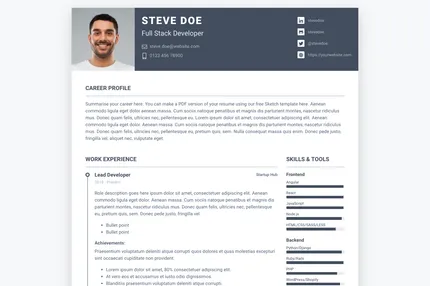 STEVE DOE
Full Stack Developer
steve.doe@website.com
0123 456 78900
stevedoe
stevedoe
@stevedoe
https://yourwebsite.com
CAREER PROFILE
Summarise your career here. You can make a PDF version of your resume using our free Sketch template here. Aenean
commodo ligula eget dolor aenean massa. Cum sociis natoque penatibus et magnis dis parturient montes, nascetur ridiculus
mus. Donec quam felis, ultricies nec, pellentesque eu. Lorem ipsum dolor sit amet, consectetuer adipiscing elit. Aenean
commodo ligula eget dolor. Aenean massa. Cum sociis natoque penatibus et magnis dis parturient montes, nascetur ridiculus
mus. Donec quam felis, ultricies nec, pellentesque eu, pretium quis, sem. Nulla consequat massa quis enim. Donec pede justo.
WORK EXPERIENCE
Lead Developer
Startup Hub
2019 - Present
Role description goes here ipsum dolor sit amet, consectetuer adipiscing elit.
Aenean commodo ligula eget dolor. Cum sociis natoque penatibus et magnis dis
parturient montes, nascetur ridiculus mus. Donec quam felis, ultricies nec, pellentesque
eu, pretium quis, sem. Donec pede justo, fringilla vel.
Bullet point
Bullet point
Achievements:
Praesentium voluptatum deleniti atque corrupti quos dolores et quas molestias excepturi
sint occaecati cupiditate non provident:
Lorem ipsum dolor sit amet, 80% consectetuer adipiscing elit.
At vero eos et accusamus et iusto odio dignissimos.
Blanditiis praesentium voluptatum deleniti atque corrupti.
SKILLS & TOOLS
Frontend
Angular
React
JavaScript
Node.js
HTML/CSS/SASS/LESS
Backend
Python/Django
Ruby/Rails
PHP
WordPress/Shopify